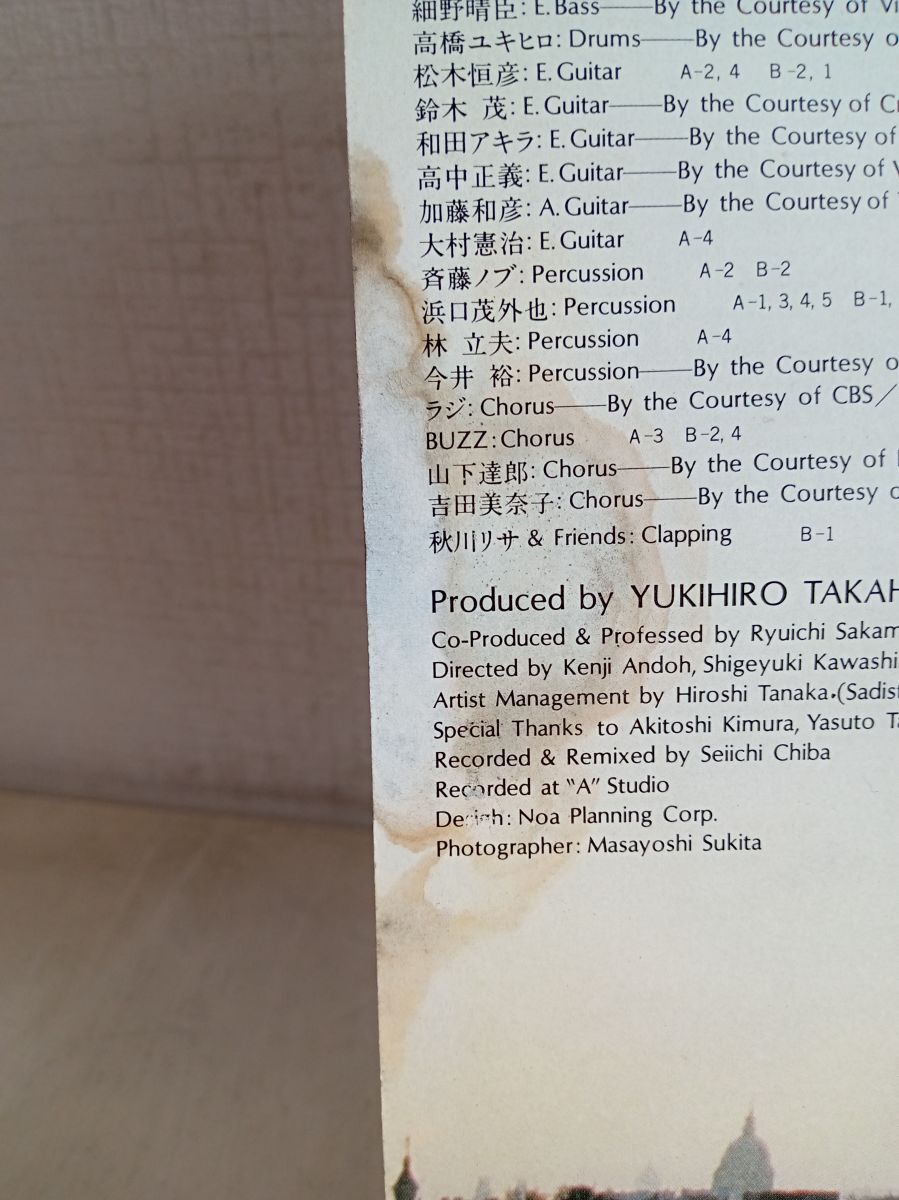 細野晴臣: E.Bass——By the Courtesy of Vi
高橋ユキヒロ: Drums——By the Courtesy o
松木恒彦: E.Guitar A-2, 4 B-2, 1
鈴木 茂: E.Guitar——By the Courtesy of Cr
和田アキラ: E.Guitar——By the Courtesy of
高中正義: E.Guitar——By the Courtesy of V
加藤和彦: A.Guitar——By the Courtesy of
大村憲治: E.Guitar A-4
斉藤ノブ: Percussion A-2 B-2
浜口茂外也: Percussion A-1, 3, 4, 5 B-1,
林 立夫: Percussion A-4
今井 裕: Percussion——By the Courtesy o
ラジ: Chorus——By the Courtesy of CBS/
BUZZ: Chorus A-3 B-2, 4
山下達郎: Chorus——By the Courtesy of
吉田美奈子: Chorus——By the Courtesy o
秋川リサ & Friends: Clapping B-1
Produced by YUKIHIRO TAKAH
Co-Produced & Professed by Ryuichi Sakam
Directed by Kenji Andoh, Shigeyuki Kawashi
Artist Management by Hiroshi Tanaka.(Sadist
Special Thanks to Akitoshi Kimura, Yasuto Ta
Recorded & Remixed by Seiichi Chiba
Recorded at "A" Studio
Design: Noa Planning Corp.
Photographer: Masayoshi Sukita